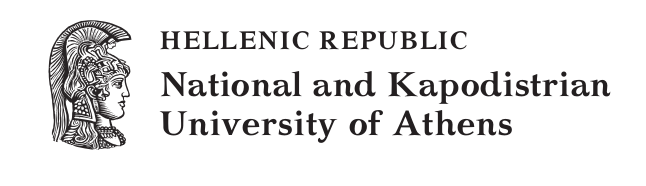 HELLENIC REPUBLIC
National and Kapodistrian
University of Athens